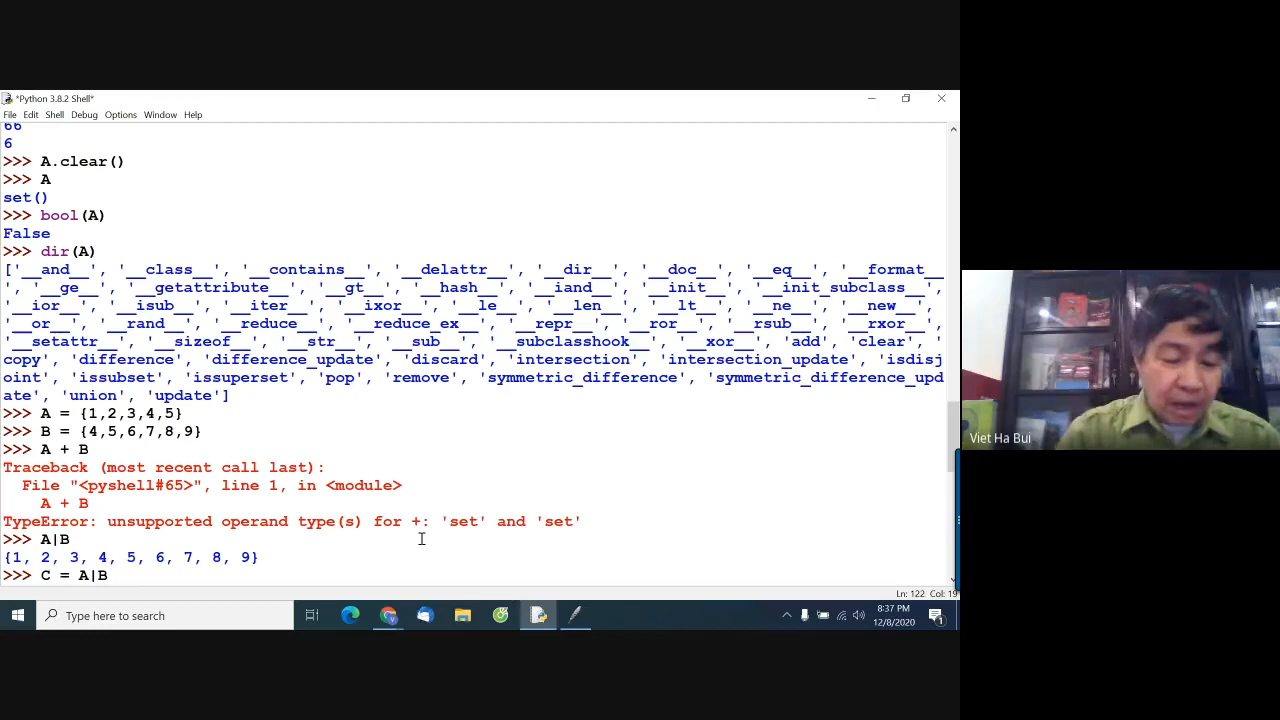 *Python 3.8.2 Shell*
File Edit Shell Debug Options Window Help
66
6
>>> A.clear()
>>> A
set()
>>> bool(A)
False
>>> dir(A)
['__and__', '__class__', '__contains__', '__delattr__', '__dir__', '__doc__', '__eq__', '__format__
', '__ge__', '__getattribute__', '__gt__', '__hash__', '__iand__', '__init__', '__init_subclass__',
'__ior__', '__isub__', '__iter__', '__ixor__', '__le__', '__len__', '__lt__', '__ne__', '__new__',
'__or__', '__rand__', '__reduce__', '__reduce_ex__', '__repr__', '__ror__', '__rsub__', '__rxor__',
'__setattr__', '__sizeof__', '__str__', '__sub__', '__subclasshook__', '__xor__', 'add', 'clear', '
copy', 'difference', 'difference_update', 'discard', 'intersection', 'intersection_update', 'isdisj
oint', 'issubset', 'issuperset', 'pop', 'remove', 'symmetric_difference', 'symmetric_difference_upd
ate', 'union', 'update']
>>> A = {1,2,3,4,5}
>>> B = {4,5,6,7,8,9}
>>> A + B
Traceback (most recent call last):
File "<pyshell#65>", line 1, in <module>
A + B
TypeError: unsupported operand type(s) for +: 'set' and 'set'
>>> A|B
{1, 2, 3, 4, 5, 6, 7, 8, 9}
>>> C = A|B
Ln: 122 Col: 19
Type here to search
8:37 PM
12/8/2020
1
Viet Ha Bui